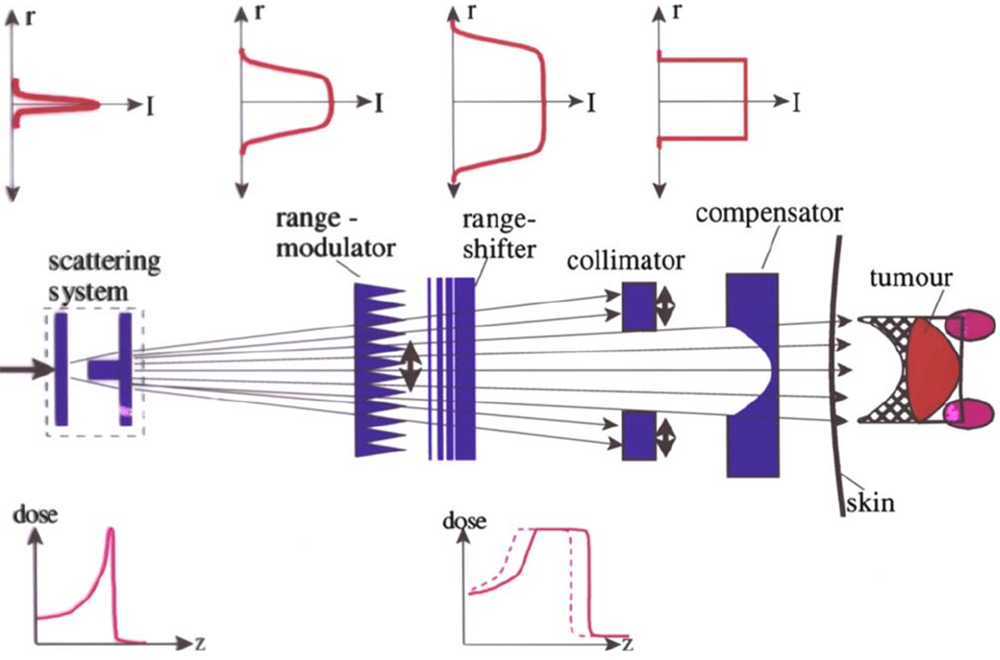 r
r
r
r
I
I
I
I
range -
modulator
range-
shifter
compensator
scattering
system
collimator
tumour
skin
dose
z
dose
z